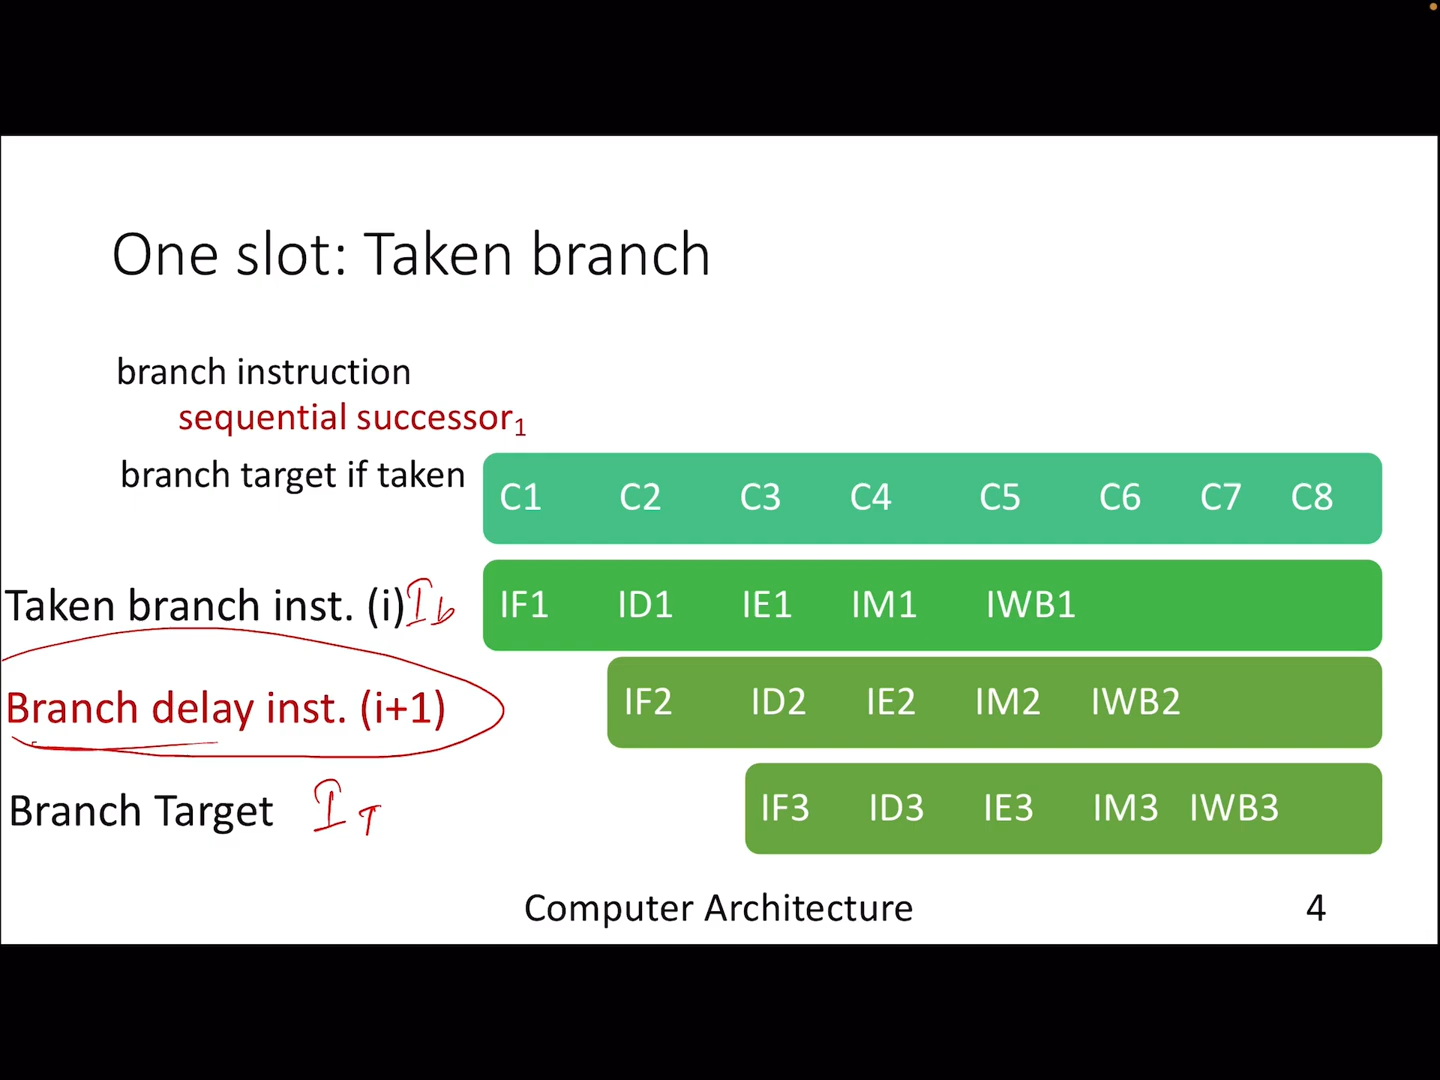 One slot: Taken branch
branch instruction
sequential successor1
branch target if taken
C1 C2 C3 C4 C5 C6 C7 C8
Taken branch inst. (i) Ib IF1 ID1 IE1 IM1 IWB1
Branch delay inst. (i+1) IF2 ID2 IE2 IM2 IWB2
Branch Target IT IF3 ID3 IE3 IM3 IWB3
Computer Architecture 4